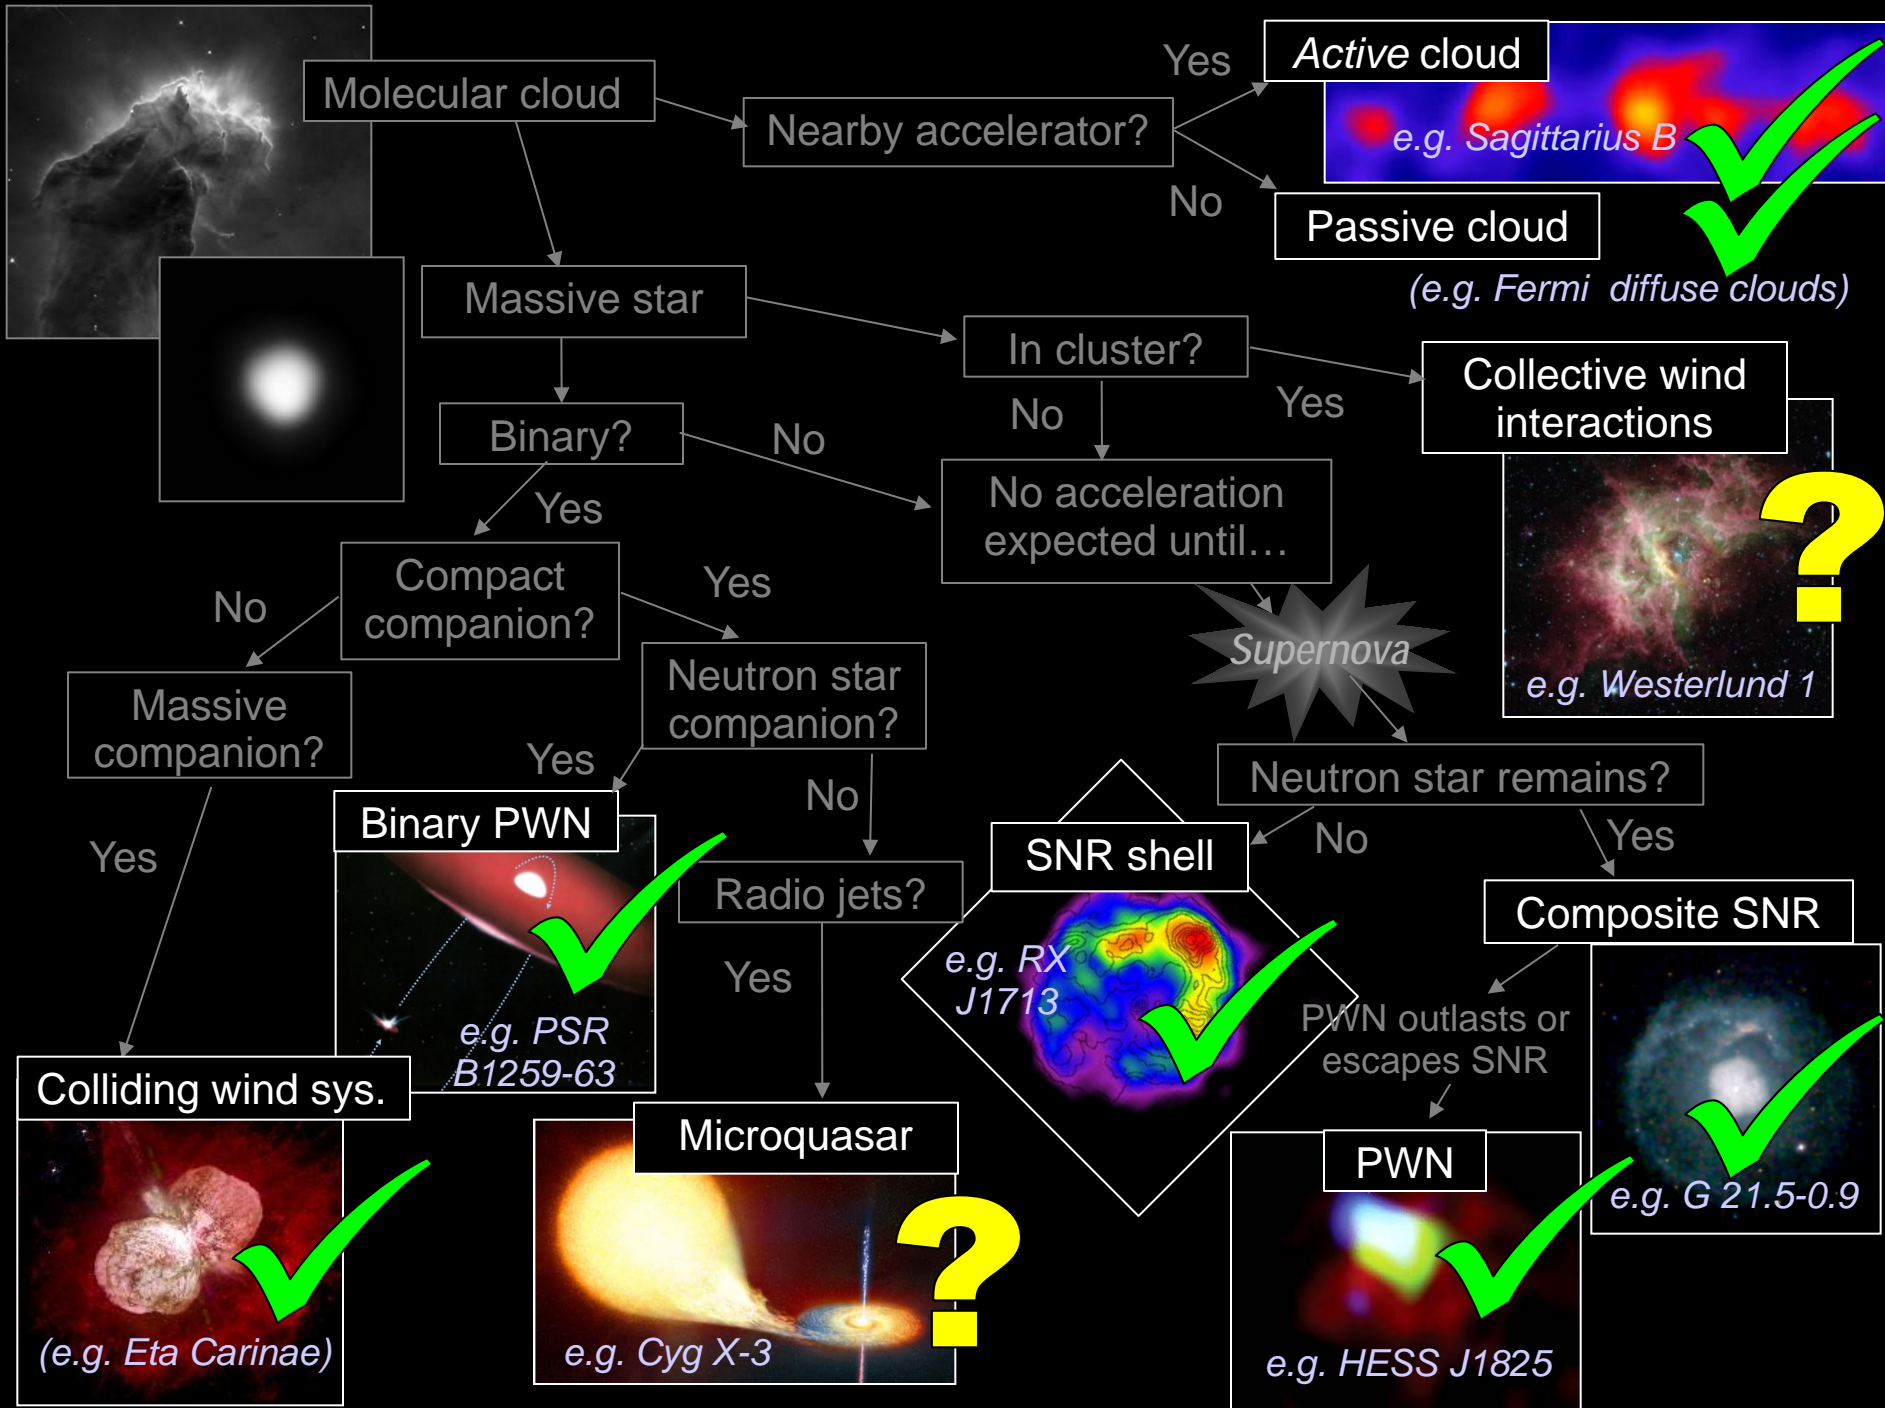 Active cloud
Yes
Molecular cloud
Nearby accelerator?
e.g. Sagittarius B
No
Passive cloud
(e.g. Fermi  diffuse clouds)
Massive star
In cluster?
Yes
Collective wind
interactions
No
Binary?
No
Yes
No acceleration
expected until…
Compact
companion?
Yes
No
Supernova
?
e.g. Westerlund 1
Neutron star
companion?
Massive
companion?
Yes
No
Neutron star remains?
No
Yes
Binary PWN
Yes
SNR shell
Radio jets?
Composite SNR
e.g. RX
J1713
Yes
PWN outlasts or
escapes SNR
e.g. PSR
B1259-63
Colliding wind sys.
Microquasar
PWN
e.g. G 21.5-0.9
?
(e.g. Eta Carinae)
e.g. Cyg X-3
e.g. HESS J1825